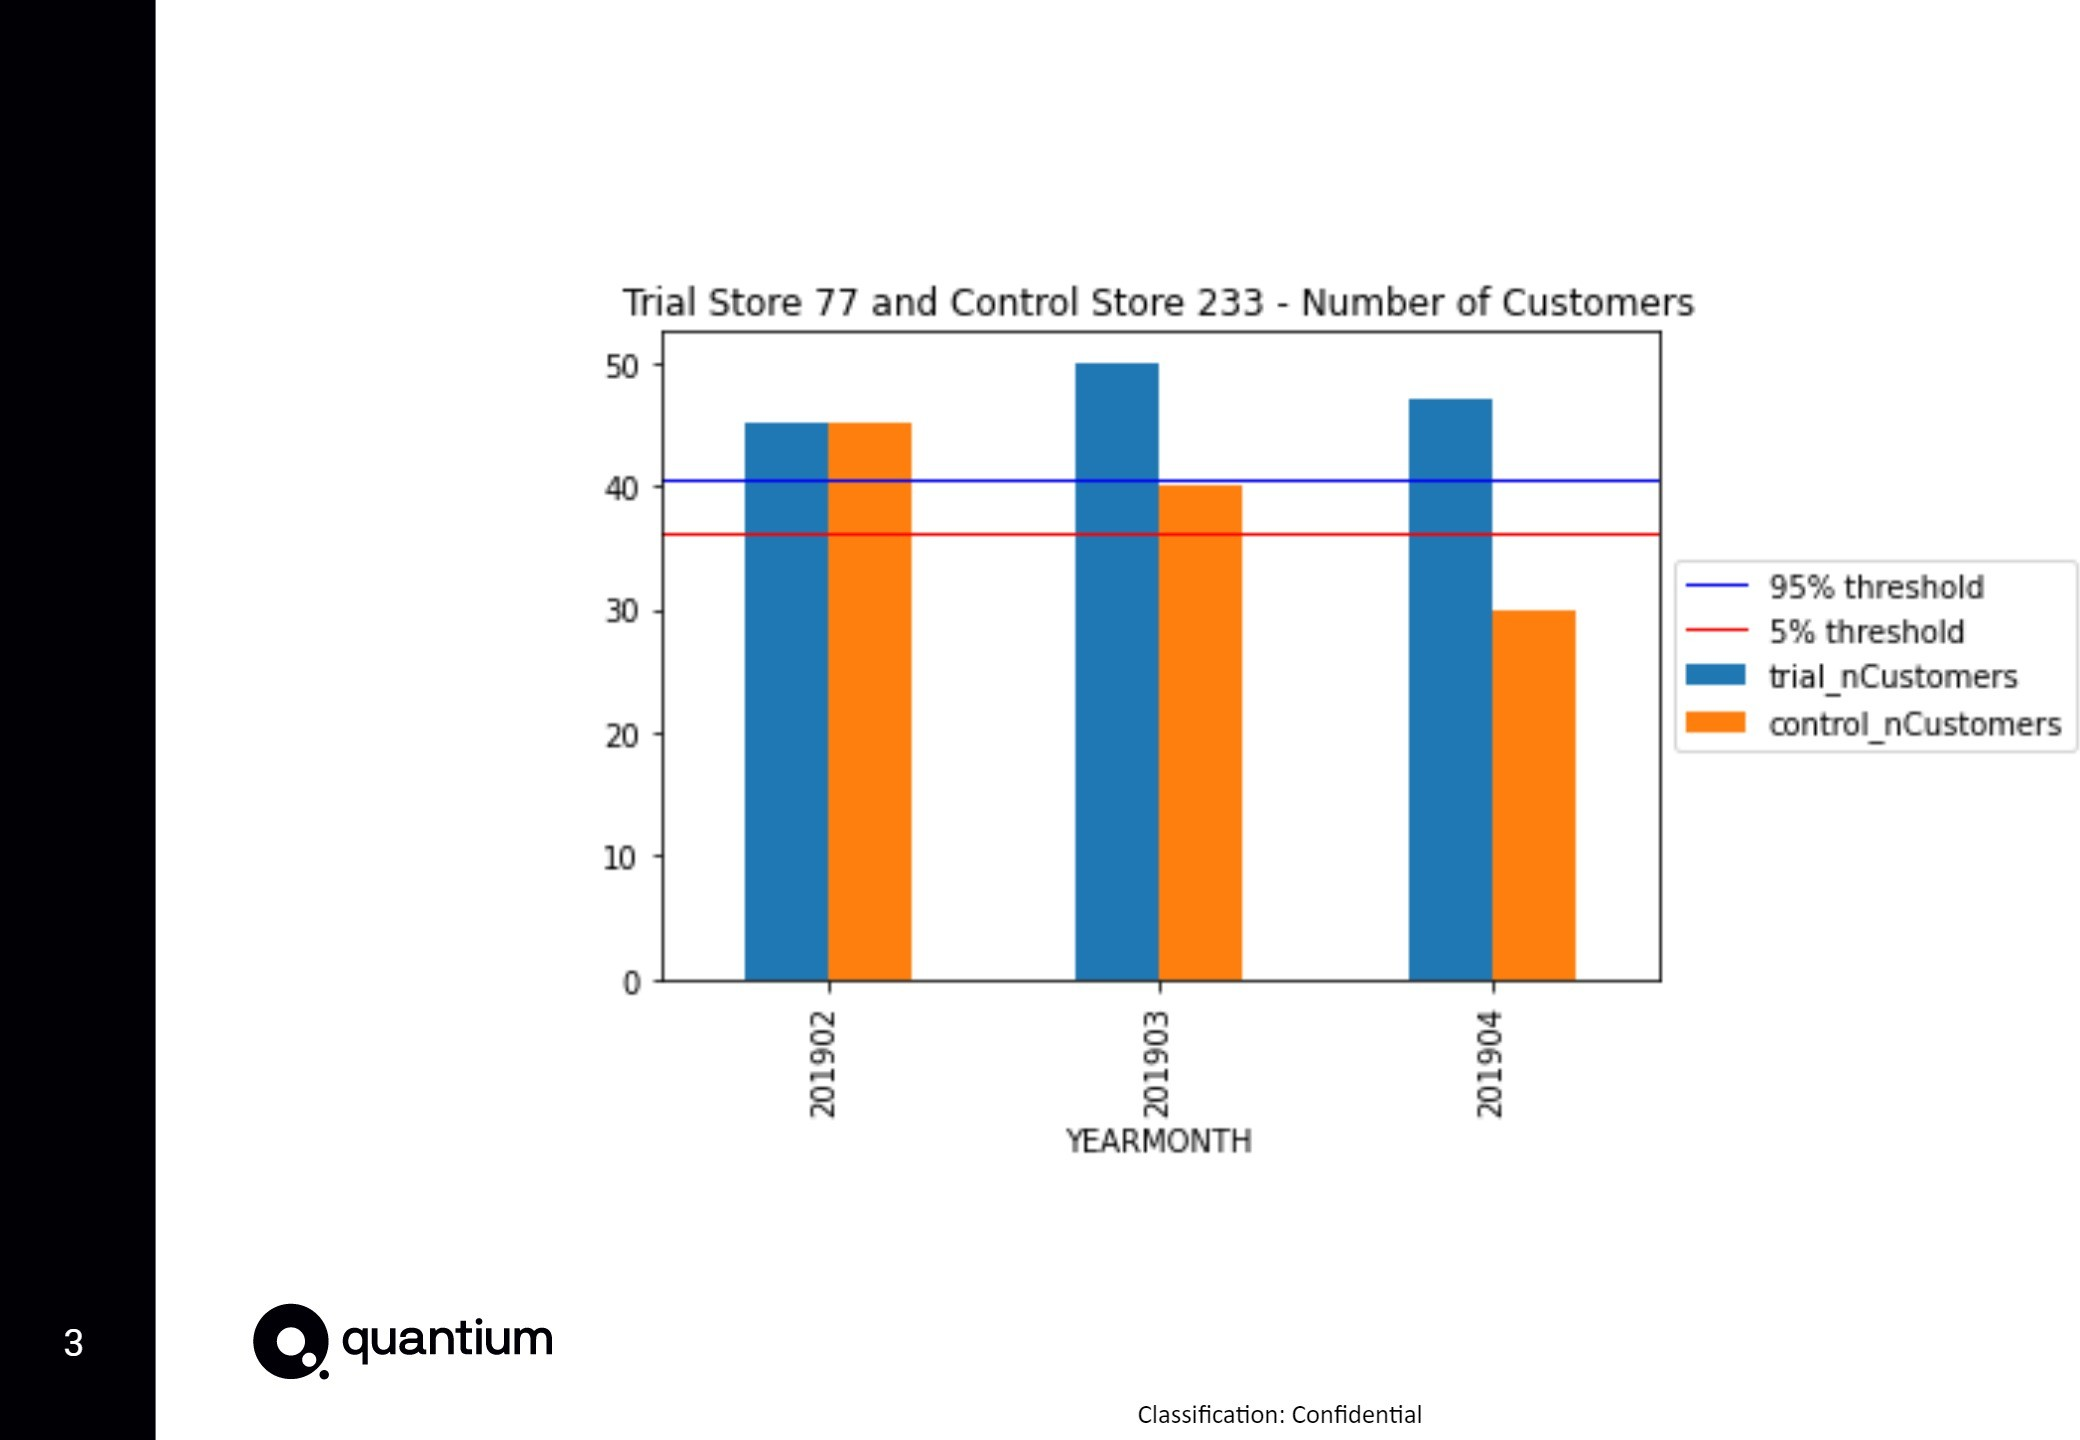 Trial Store 77 and Control Store 233 - Number of Customers
50
40
30
20
10
0
201902
201903
201904
YEARMONTH
95% threshold
5% threshold
trial_nCustomers
control_nCustomers
3
quantium
Classification: Confidential